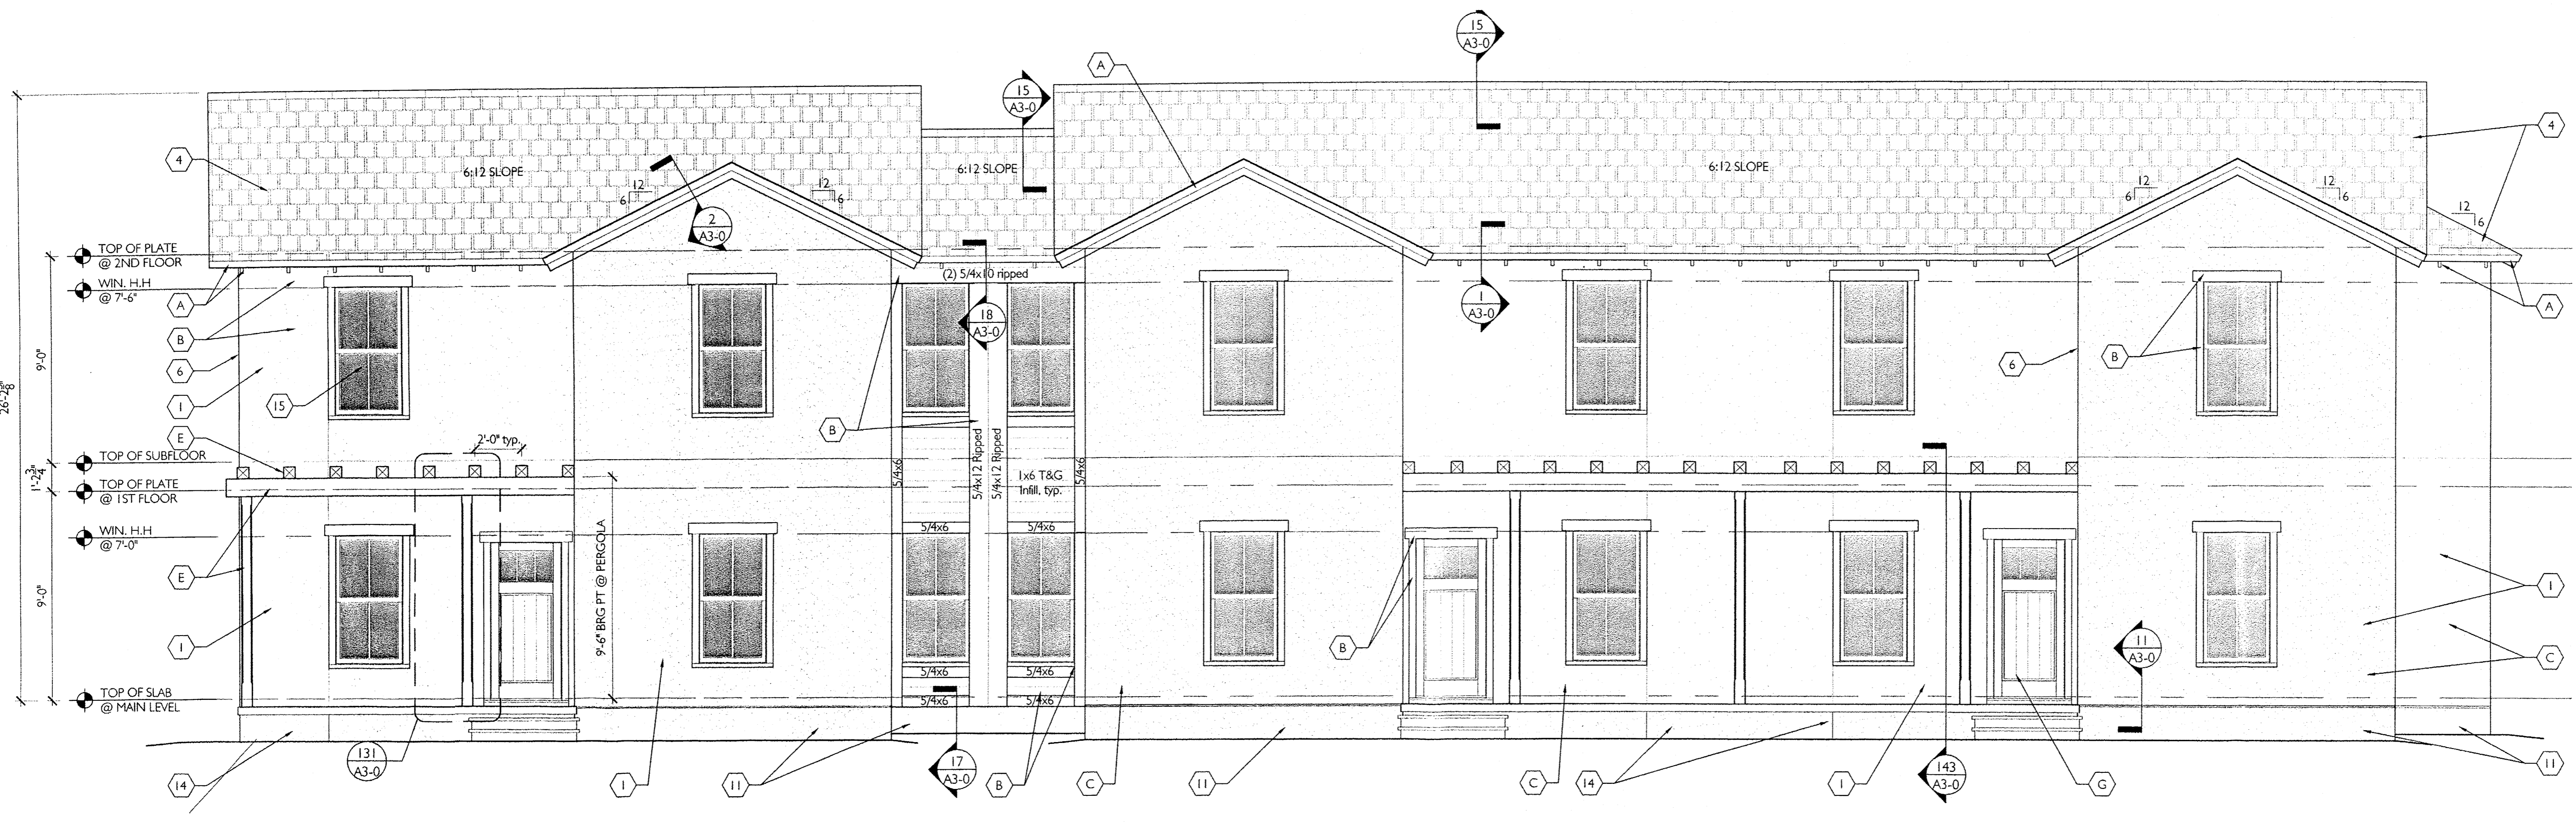 15
A3-0
A
15
A3-0
4
4
6:12 SLOPE
6:12 SLOPE
6:12 SLOPE
12
6
12
6
12
6
12
6
12
6
2
A3-0
TOP OF PLATE
@ 2ND FLOOR
WIN. H.H
@ 7'-6"
A
(2) 5/4x10 ripped
1
A3-0
A
B
18
A3-0
6
B
6
9'-0"
26'-2 5/8"
1
15
B
E
2'-0" typ.
TOP OF SUBFLOOR
1'-2 3/4"
TOP OF PLATE
@ 1ST FLOOR
5/4x6
5/4x12 Ripped
5/4x12 Ripped
1x6 T&G
Infill, typ.
5/4x6
WIN. H.H
@ 7'-0"
5/4x6
5/4x6
E
9'-0"
9'-6" BRG PT @ PERGOLA
1
1
B
11
A3-0
C
5/4x6
5/4x6
5/4x6
5/4x6
TOP OF SLAB
@ MAIN LEVEL
131
A3-0
17
A3-0
143
A3-0
11
14
1
11
B
C
11
C
14
1
G